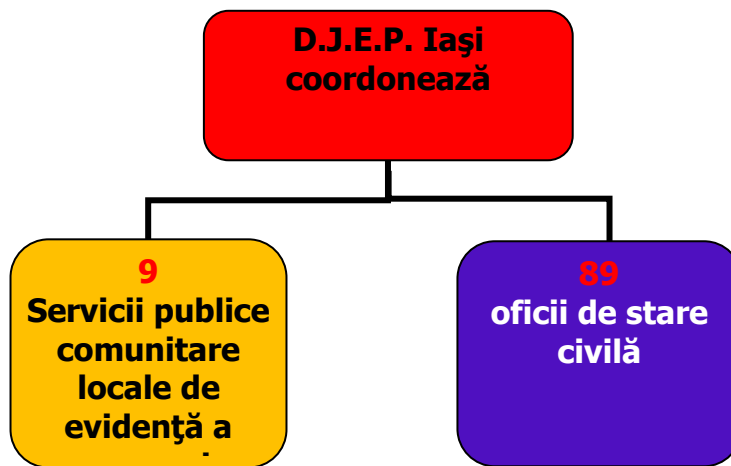 D.J.E.P. Iaşi
coordonează
9
Servicii publice
comunitare
locale de
evidenţă a
89
oficii de stare
civilă